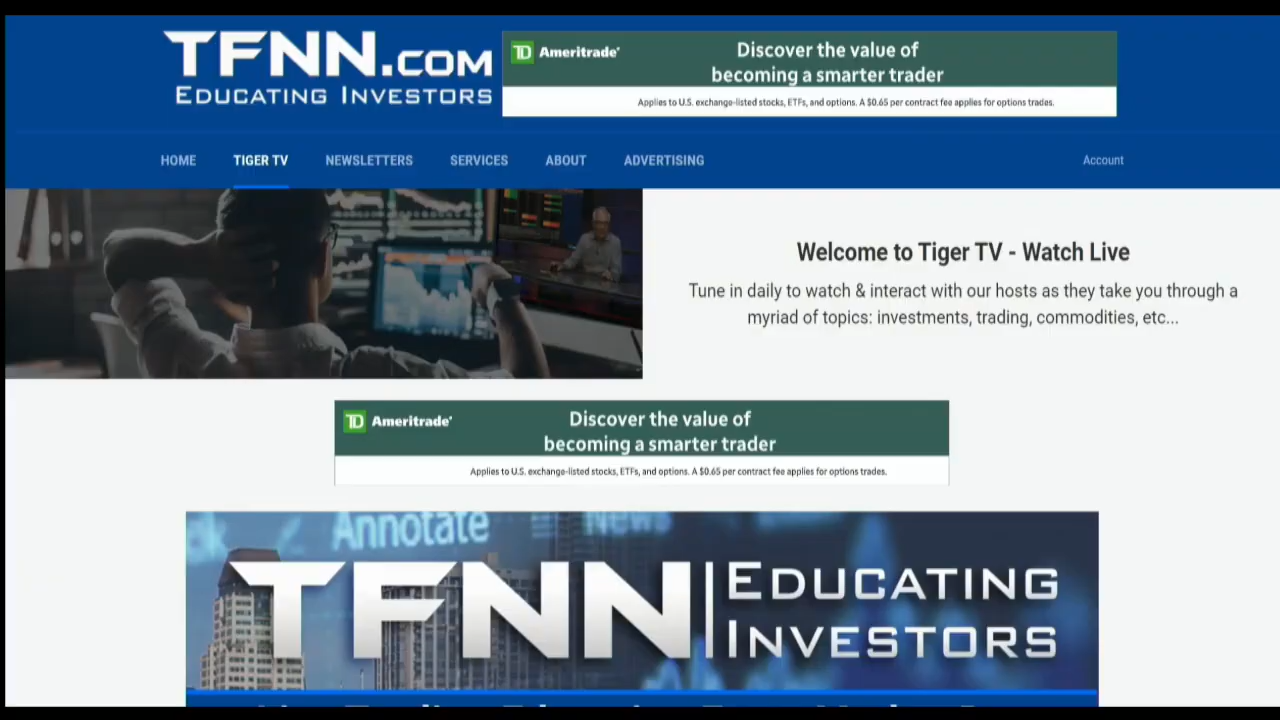 TFNN.COM
EDUCATING INVESTORS
TD Ameritrade
Discover the value of
becoming a smarter trader
Applies to U.S. exchange-listed stocks, ETFs, and options. A $0.65 per contract fee applies for options trades.
HOME TIGER TV NEWSLETTERS SERVICES ABOUT ADVERTISING Account
Welcome to Tiger TV - Watch Live
Tune in daily to watch & interact with our hosts as they take you through a
myriad of topics: investments, trading, commodities, etc...
TD Ameritrade
Discover the value of
becoming a smarter trader
Applies to U.S. exchange-listed stocks, ETFs, and options. A $0.65 per contract fee applies for options trades.
Annotate News
TFNN | EDUCATING
INVESTORS